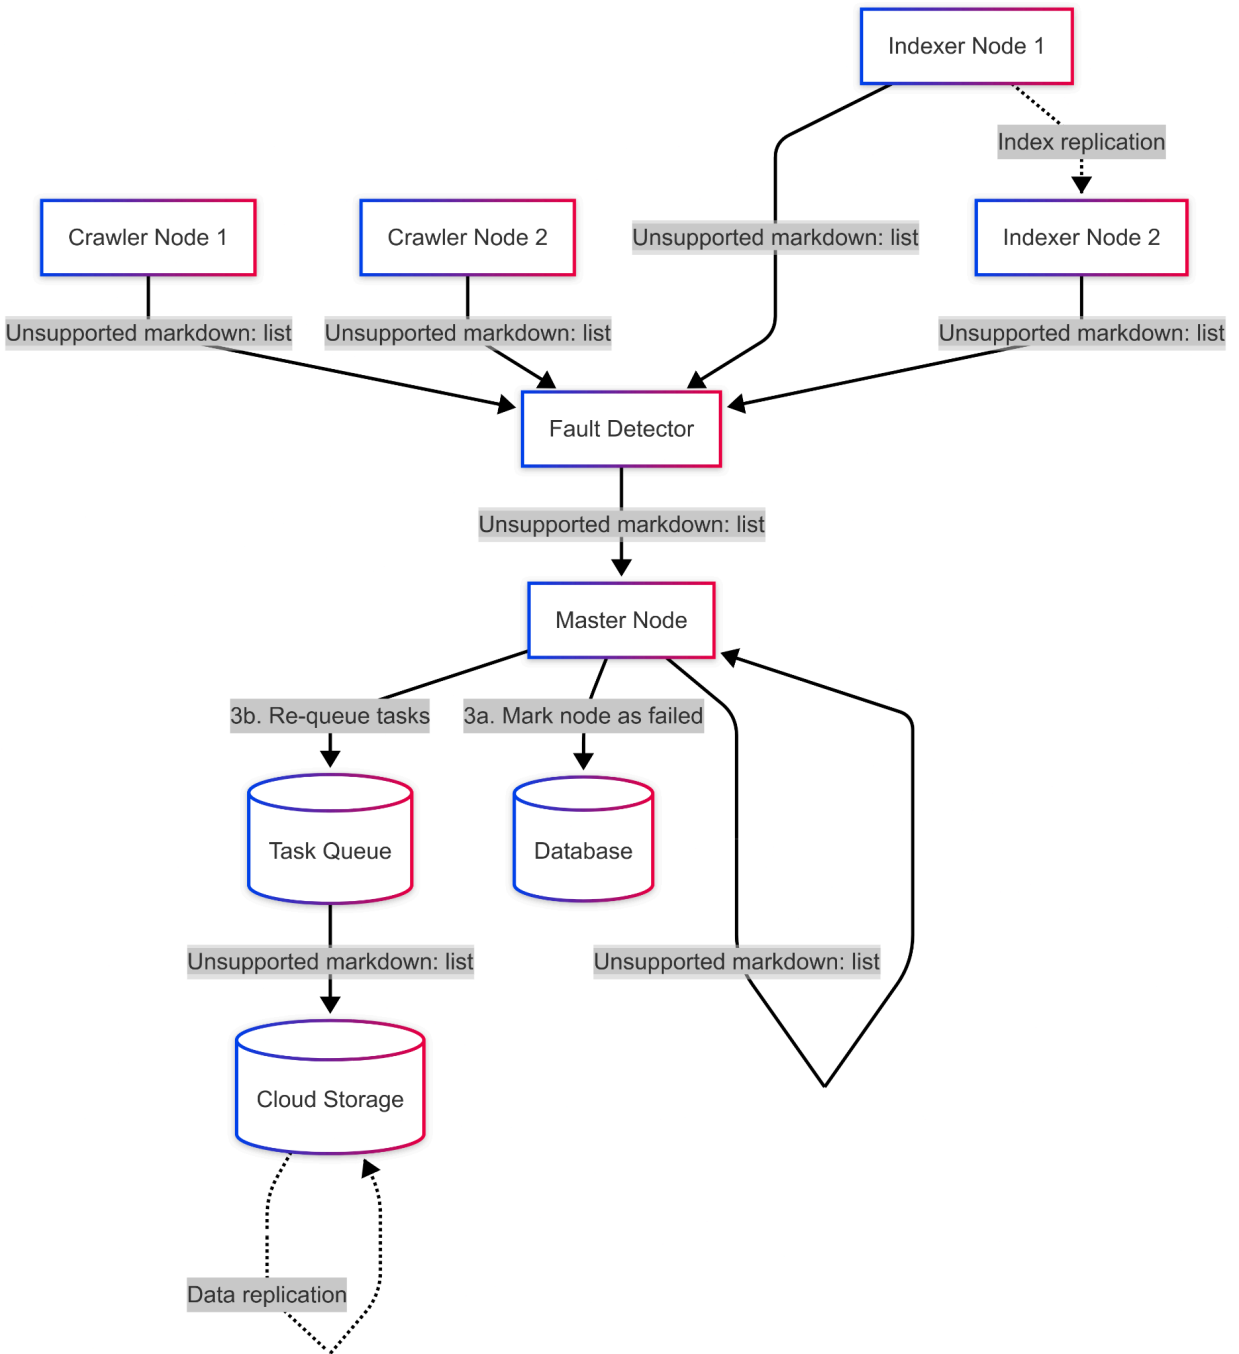 Indexer Node 1
Index replication
Crawler Node 1
Crawler Node 2
Unsupported markdown: list
Indexer Node 2
Unsupported markdown: list
Unsupported markdown: list
Unsupported markdown: list
Fault Detector
Unsupported markdown: list
Master Node
3b. Re-queue tasks
3a. Mark node as failed
Task Queue
Database
Unsupported markdown: list
Unsupported markdown: list
Cloud Storage
Data replication